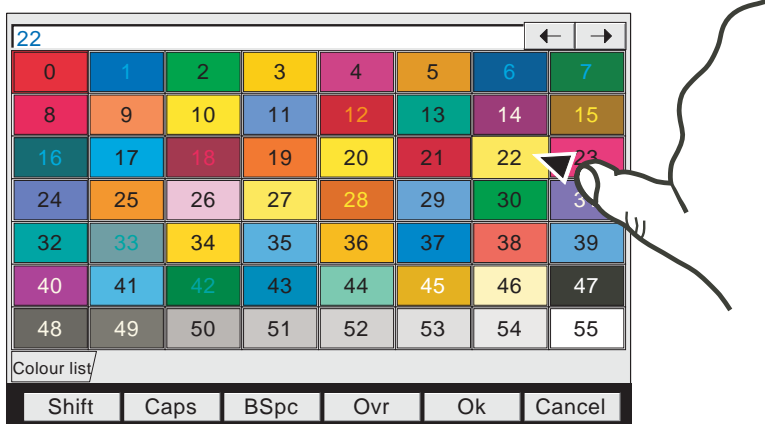 22
0 1 2 3 4 5 6 7
8 9 10 11 12 13 14 15
16 17 18 19 20 21 22 23
24 25 26 27 28 29 30 31
32 33 34 35 36 37 38 39
40 41 42 43 44 45 46 47
48 49 50 51 52 53 54 55
Colour list
Shift Caps BSpc Ovr Ok Cancel